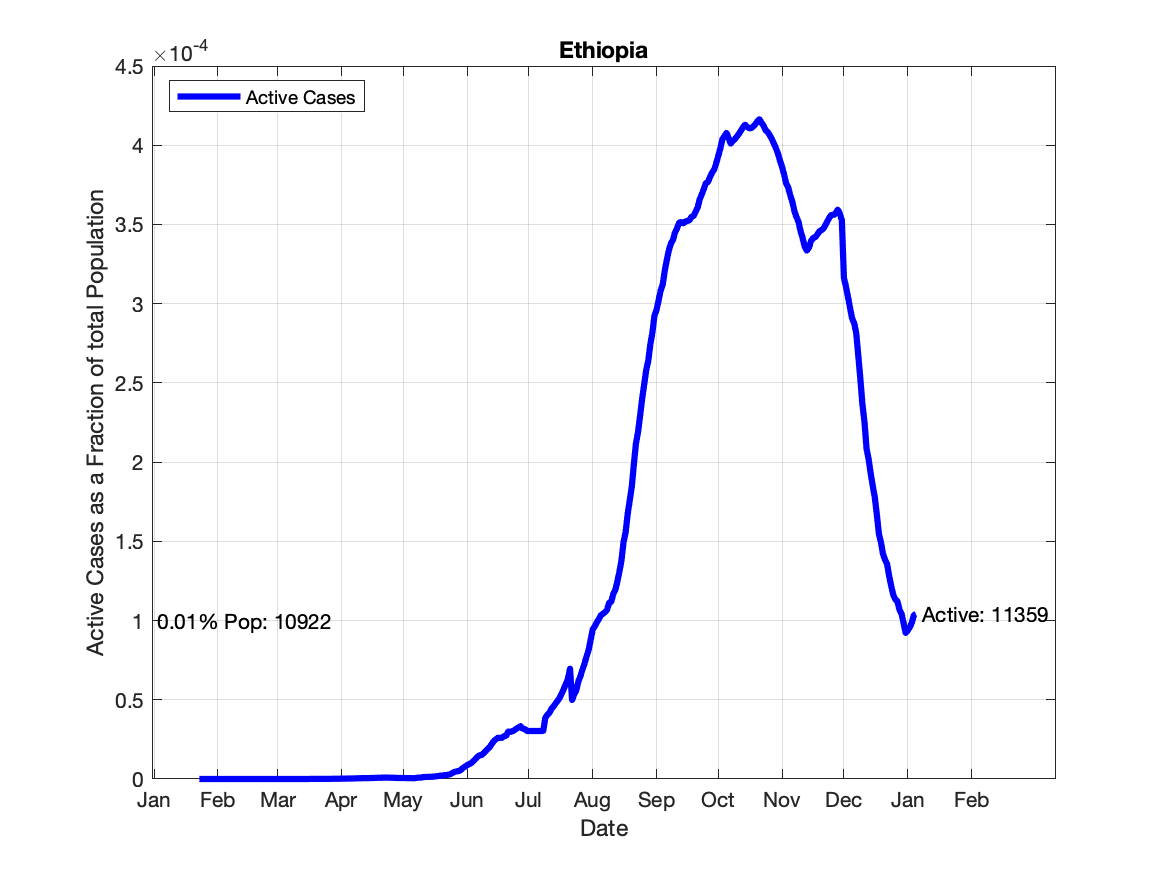 Ethiopia
×10-4
Active Cases
4.5
4
3.5
3
2.5
2
1.5
1
0.5
0
Active Cases as a Fraction of total Population
0.01% Pop: 10922
Active: 11359
Jan Feb Mar Apr May Jun Jul Aug Sep Oct Nov Dec Jan Feb
Date